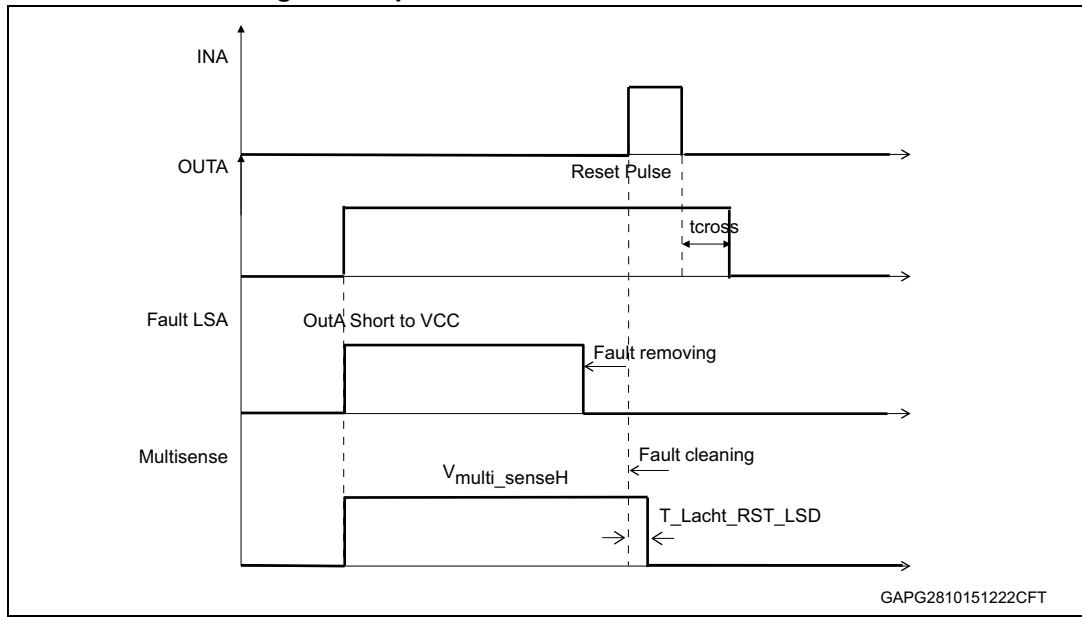 INA
OUTA
Reset Pulse
tcross
Fault LSA
OutA Short to VCC
Fault removing
Multisense
Fault cleaning
Vmulti_senseH
T_Lacht_RST_LSD
GAPG2810151222CFT